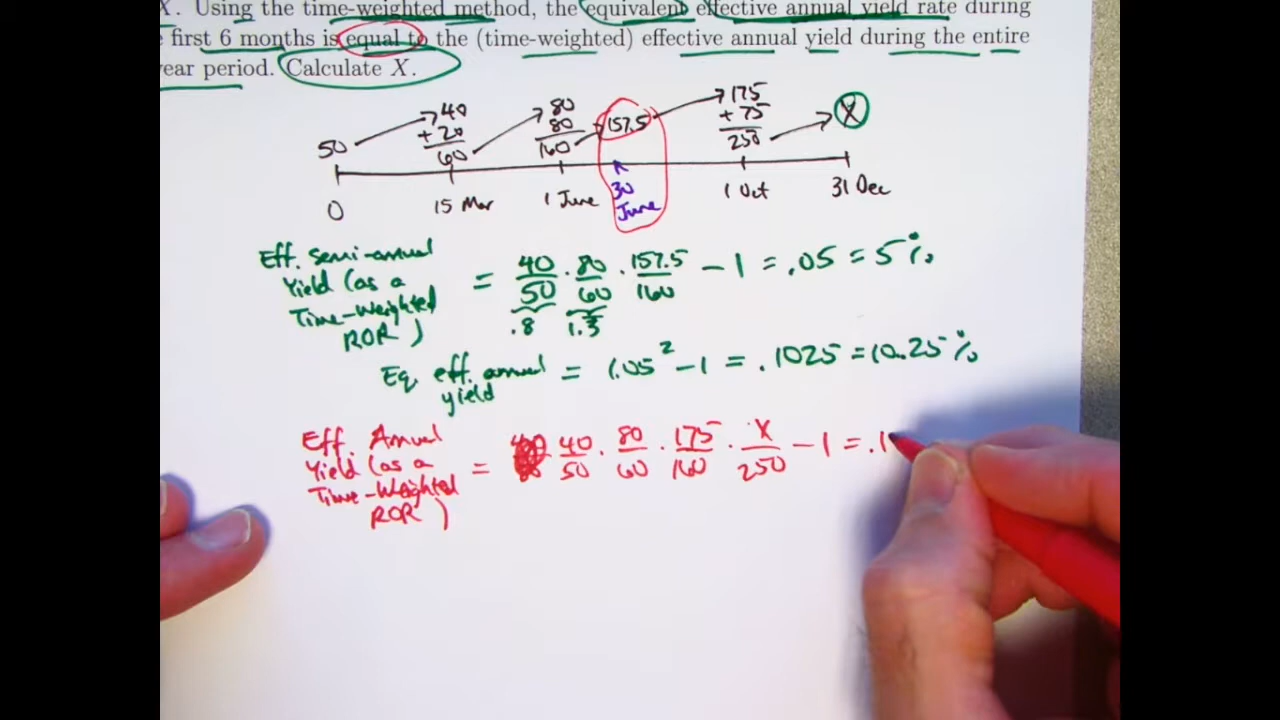 X. Using the time-weighted method, the equivalent effective annual yield rate during
first 6 months is equal to the (time-weighted) effective annual yield during the entire
ear period. Calculate X.
50
40
+ 20
60
80
80
160
157.5
175
+ 75
250
X
0
15 Mar
1 June
30
June
1 Oct
31 Dec
Eff. Semi-annual
Yield (as a
Time-Weighted
ROR)
= 40/50 · 80/60 · 157.5/160 - 1 = .05 = 5%
.8
1.3
Eq. eff. annual
yield
= 1.05² - 1 = .1025 = 10.25%
Eff. Annual
Yield (as a
Time-Weighted
ROR)
= 40/50 · 80/60 · 175/160 · X/250 - 1 = .1